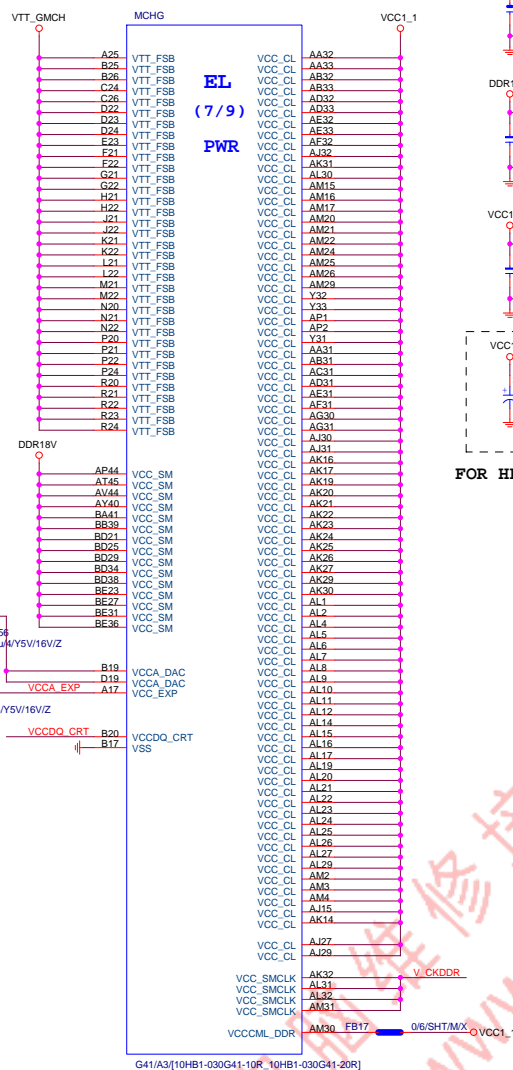 VTT_GMCH MCHG VCC1_1
EL
(7/9)
PWR
A25 VTT_FSB VCC_CL AA32
B25 VTT_FSB VCC_CL AA33
B26 VTT_FSB VCC_CL AB32
C24 VTT_FSB VCC_CL AB33
C26 VTT_FSB VCC_CL AD32
D22 VTT_FSB VCC_CL AD33
D23 VTT_FSB VCC_CL AE32
D24 VTT_FSB VCC_CL AE33
E23 VTT_FSB VCC_CL AF32
F21 VTT_FSB VCC_CL AJ32
F22 VTT_FSB VCC_CL AK31
G21 VTT_FSB VCC_CL AL30
G22 VTT_FSB VCC_CL AM15
H21 VTT_FSB VCC_CL AM16
H22 VTT_FSB VCC_CL AM17
J21 VTT_FSB VCC_CL AM20
J22 VTT_FSB VCC_CL AM21
K21 VTT_FSB VCC_CL AM22
K22 VTT_FSB VCC_CL AM24
L21 VTT_FSB VCC_CL AM25
L22 VTT_FSB VCC_CL AM26
M21 VTT_FSB VCC_CL AM29
M22 VTT_FSB VCC_CL Y32
N20 VTT_FSB VCC_CL Y33
N21 VTT_FSB VCC_CL AP1
N22 VTT_FSB VCC_CL AP2
P20 VTT_FSB VCC_CL Y31
P21 VTT_FSB VCC_CL AA31
P22 VTT_FSB VCC_CL AB31
P24 VTT_FSB VCC_CL AC31
R20 VTT_FSB VCC_CL AD31
R21 VTT_FSB VCC_CL AE31
R22 VTT_FSB VCC_CL AF31
R23 VTT_FSB VCC_CL AG30
R24 VTT_FSB VCC_CL AG31
VCC_CL AJ30
DDR18V VCC_CL AJ31
VCC_CL AK16
AP44 VCC_SM VCC_CL AK17
AT45 VCC_SM VCC_CL AK19
AV44 VCC_SM VCC_CL AK20
AY40 VCC_SM VCC_CL AK21
BA41 VCC_SM VCC_CL AK22
BB39 VCC_SM VCC_CL AK23
BD21 VCC_SM VCC_CL AK24
BD25 VCC_SM VCC_CL AK25
BD29 VCC_SM VCC_CL AK26
BD34 VCC_SM VCC_CL AK27
BD38 VCC_SM VCC_CL AK29
BE23 VCC_SM VCC_CL AK30
BE27 VCC_SM VCC_CL AL1
BE31 VCC_SM VCC_CL AL2
BE36 VCC_SM VCC_CL AL4
VCC_CL AL5
/4/Y5V/16V/Z VCC_CL AL6
VCC_CL AL7
B19 VCCA_DAC VCC_CL AL8
D19 VCCA_DAC VCC_CL AL9
VCCA_EXP A17 VCC_EXP VCC_CL AL10
VCC_CL AL11
/Y5V/16V/Z VCC_CL AL12
VCC_CL AL14
VCCDQ_CRT B20 VCCDQ_CRT VCC_CL AL15
B17 VSS VCC_CL AL16
VCC_CL AL17
VCC_CL AL19
VCC_CL AL20
VCC_CL AL21
VCC_CL AL22
VCC_CL AL23
VCC_CL AL24
VCC_CL AL25
VCC_CL AL26
VCC_CL AL27
VCC_CL AL29
VCC_CL AM2
VCC_CL AM3
VCC_CL AM4
VCC_CL AJ15
VCC_CL AK14
VCC_CL AJ27
VCC_CL AJ29
VCC_SMCLK AK32 V_CKDDR
VCC_SMCLK AL31
VCC_SMCLK AL32
VCC_SMCLK AM31
VCCCML_DDR AM30 FB17 0/6/SHT/M/X VCC1_1
G41/A3/[10HB1-030G41-10R_10HB1-030G41-20R]
DDR1
VCC1
VCC1
FOR